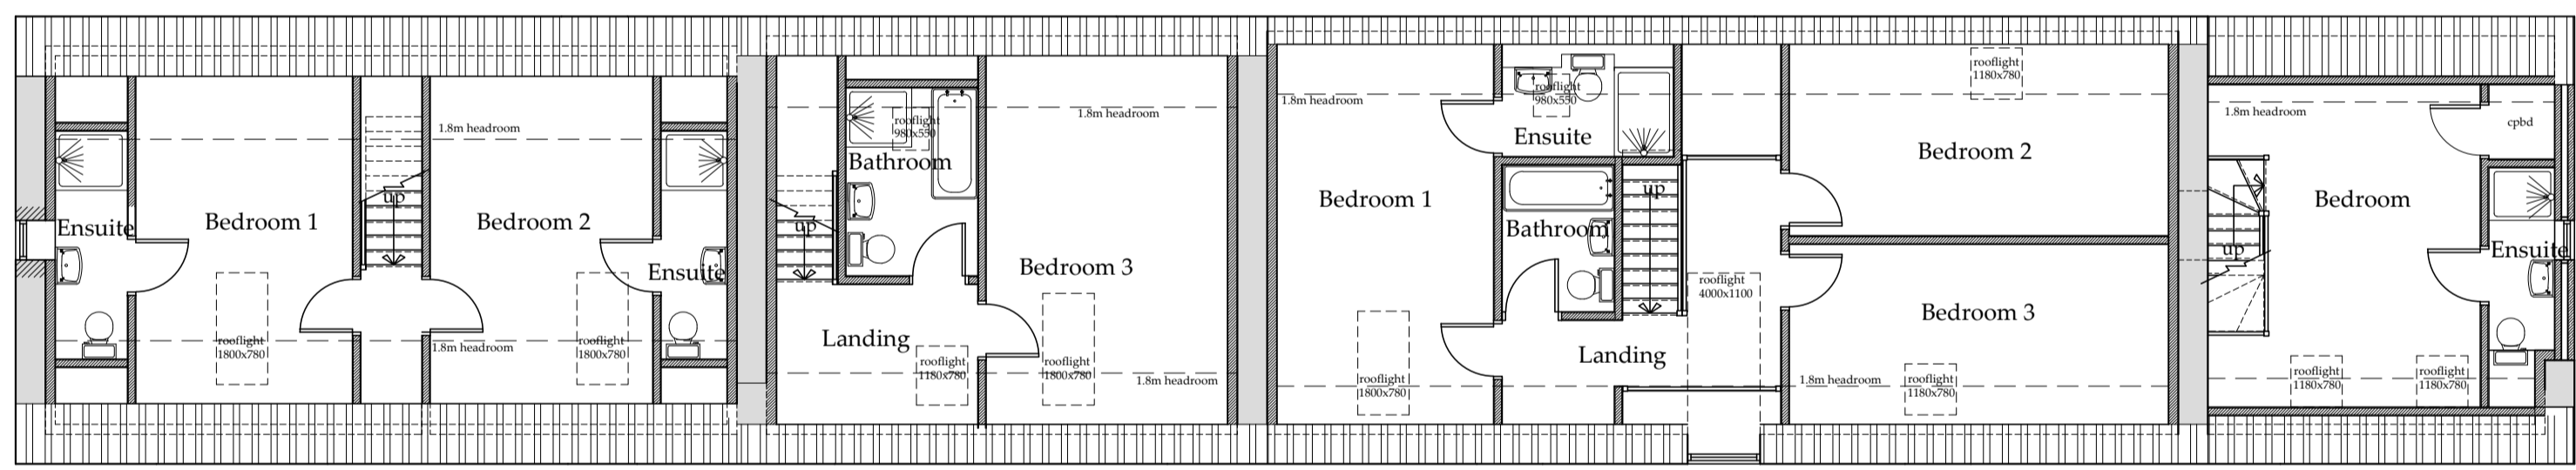 1.8m headroom
up
Ensuite
Bedroom 1
Bedroom 2
Ensuite
rooflight
1800x780
1.8m headroom
rooflight
1800x780
rooflight
980x550
Bathroom
up
1.8m headroom
Bedroom 3
Landing
rooflight
1180x780
rooflight
1800x780
1.8m headroom
1.8m headroom
rooflight
980x550
Ensuite
Bedroom 1
Bathroom
up
rooflight
1180x780
Bedroom 2
rooflight
4000x1100
Bedroom 3
Landing
rooflight
1800x780
1.8m headroom
rooflight
1180x780
1.8m headroom
cpbd
Bedroom
up
Ensuite
rooflight
1180x780
rooflight
1180x780